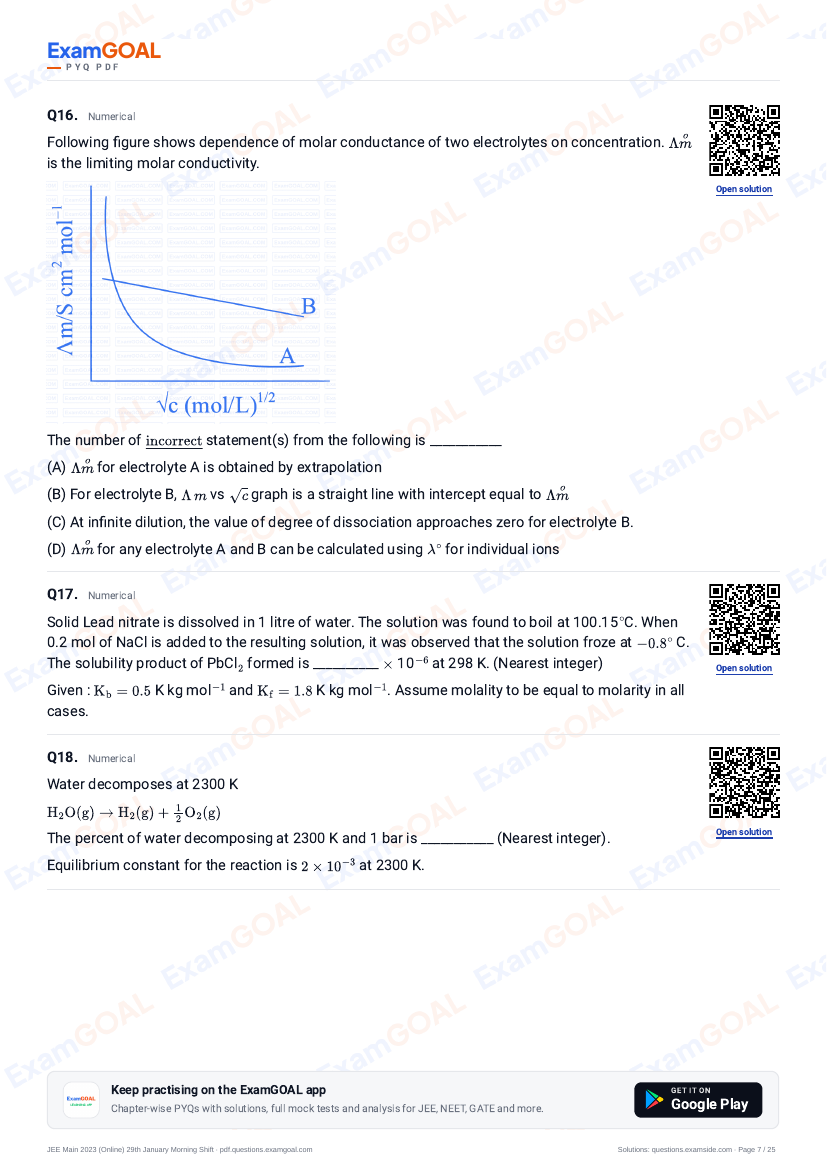 ExamGOAL
PYQ PDF
Q16. Numerical
Following figure shows dependence of molar conductance of two electrolytes on concentration. Λm°
is the limiting molar conductivity.
Open solution
Λm/S cm² mol⁻¹
B
A
√c (mol/L)^1/2
The number of incorrect statement(s) from the following is __________
(A) Λm° for electrolyte A is obtained by extrapolation
(B) For electrolyte B, Λ m vs √c graph is a straight line with intercept equal to Λm°
(C) At infinite dilution, the value of degree of dissociation approaches zero for electrolyte B.
(D) Λm° for any electrolyte A and B can be calculated using λ° for individual ions
Q17. Numerical
Solid Lead nitrate is dissolved in 1 litre of water. The solution was found to boil at 100.15°C. When
0.2 mol of NaCl is added to the resulting solution, it was observed that the solution froze at −0.8° C.
The solubility product of PbCl₂ formed is _________ × 10⁻⁶ at 298 K. (Nearest integer)
Open solution
Given : K_b = 0.5 K kg mol⁻¹ and K_f = 1.8 K kg mol⁻¹. Assume molality to be equal to molarity in all
cases.
Q18. Numerical
Water decomposes at 2300 K
H₂O(g) → H₂(g) + 1/2 O₂(g)
Open solution
The percent of water decomposing at 2300 K and 1 bar is __________ (Nearest integer).
Equilibrium constant for the reaction is 2 × 10⁻³ at 2300 K.
Keep practising on the ExamGOAL app
Chapter-wise PYQs with solutions, full mock tests and analysis for JEE, NEET, GATE and more.
GET IT ON
Google Play
JEE Main 2023 (Online) 29th January Morning Shift · pdf.questions.examgoal.com
Solutions: questions.examside.com · Page 7 / 25